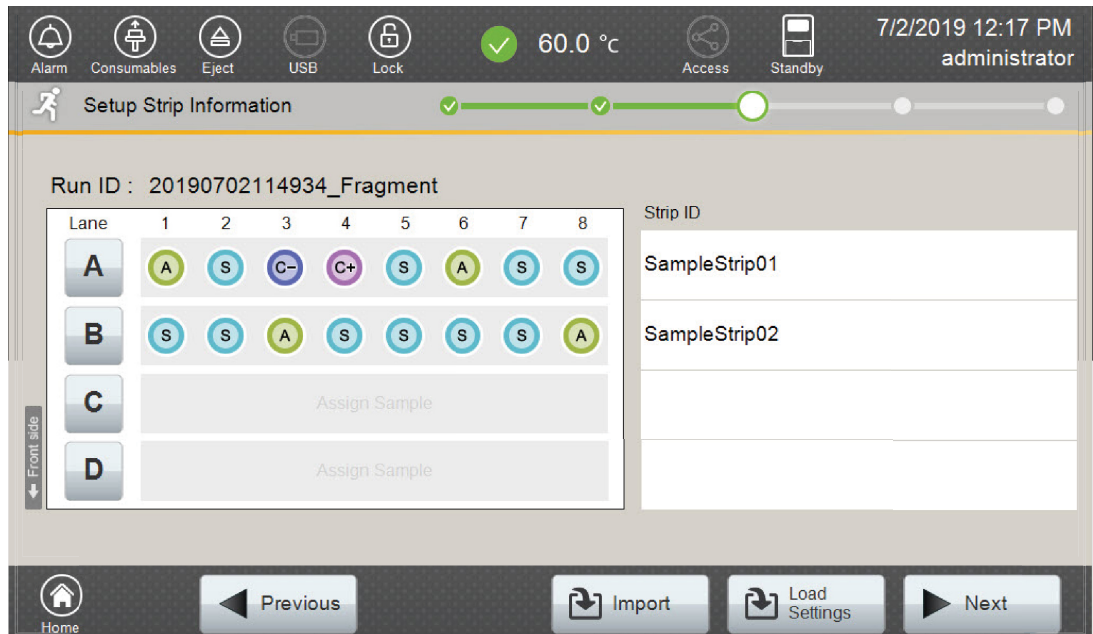 Alarm Consumables Eject USB Lock 60.0 °c Access Standby 7/2/2019 12:17 PM
administrator
Setup Strip Information
Run ID : 20190702114934_Fragment
Lane 1 2 3 4 5 6 7 8
Strip ID
A A S C- C+ S A S S
SampleStrip01
B S S A S S S S A
SampleStrip02
C Assign Sample
D Assign Sample
Front side
Home
Previous
Import
Load
Settings
Next